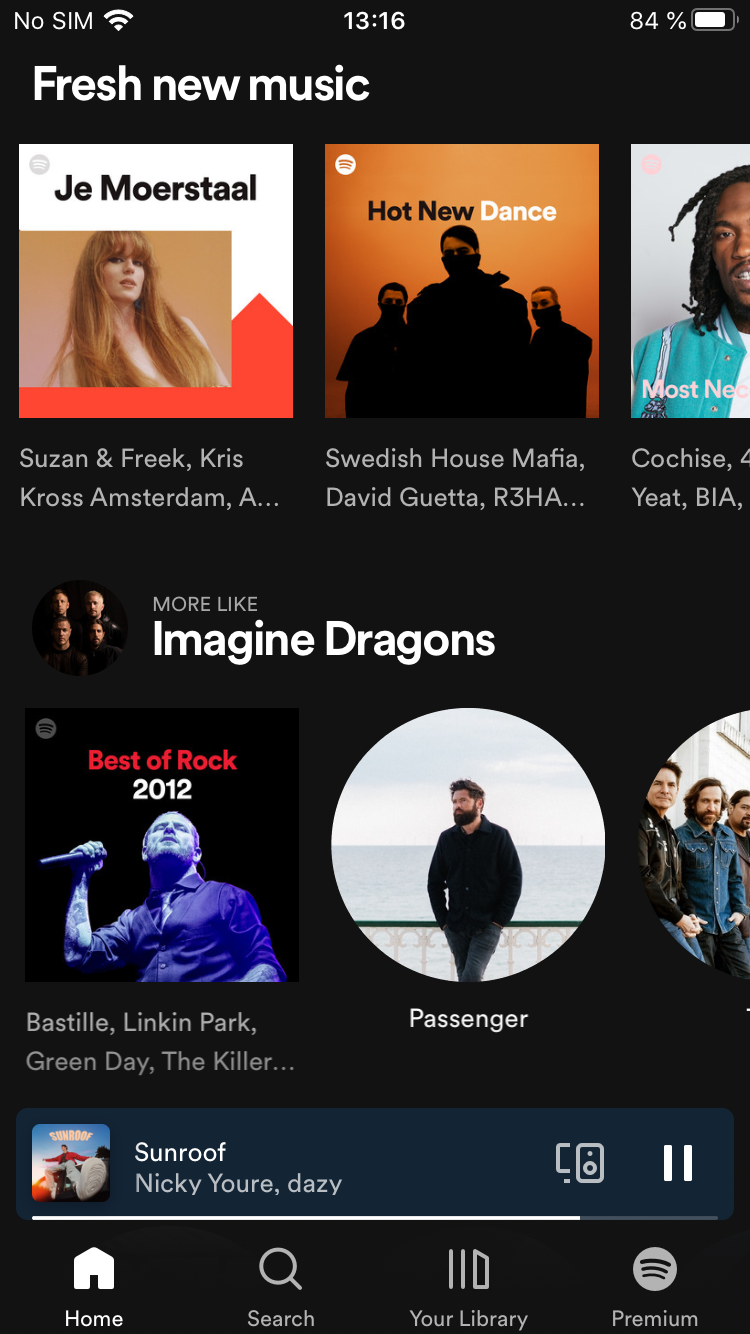 No SIM 13:16 84 %
Fresh new music
Je Moerstaal
Hot New Dance
Most
Suzan & Freek, Kris
Kross Amsterdam, A...
Swedish House Mafia,
David Guetta, R3HA...
Cochise, 4
Yeat, BIA,
MORE LIKE
Imagine Dragons
Best of Rock
2012
Bastille, Linkin Park,
Green Day, The Killer...
Passenger
SUNROOF
Sunroof
Nicky Youre, dazy
Home
Search
Your Library
Premium